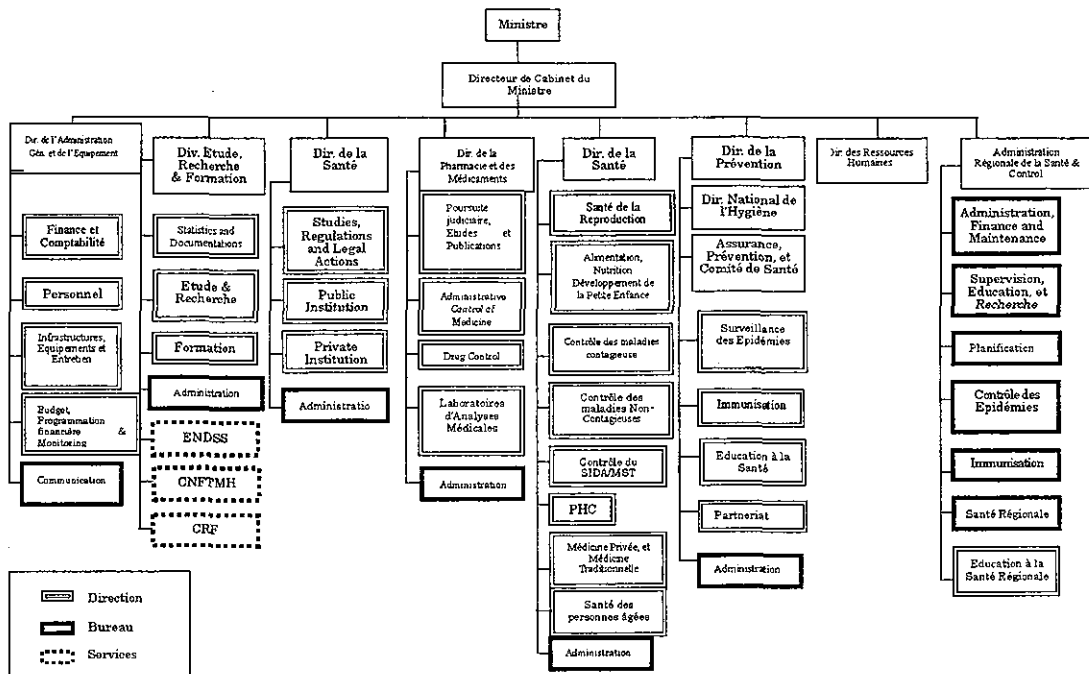 Ministre
Directeur de Cabinet du
Ministre
Dir. de l'Administration
Gén. et de l'Equipement
Finance et
Comptabilité
Personnel
Infrastructures,
Equipements et
Entretien
Budget,
Programmation
financière &
Monitoring
Communication
Div. Etude,
Recherche
& Formation
Statistics and
Documentations
Etude &
Recherche
Formation
Administration
ENDSS
CNFTMH
CRF
Dir. de la
Santé
Studies,
Regulations
and Legal
Actions
Public
Institution
Private
Institution
Administratio
Dir. de la
Pharmacie et des
Médicaments
Poursuite
judiciaire,
Etudes et
Publications
Administrative
Control of
Medicine
Drug Control
Laboratoires
d'Analyses
Médicales
Administration
Dir. de la
Santé
Santé de la
Reproduction
Alimentation,
Nutrition
Développement de
la Petite Enfance
Contrôle des maladies
contagieuse
Contrôle des
maladies Non-
Contagieuses
Contrôle du
SIDA/MST
PHC
Médicine Privée, et
Médicine
Traditionnelle
Santé des
personnes âgées
Administration
Dir. de la
Prévention
Dir. National de
l'Hygiène
Assurance,
Prévention, et
Comité de Santé
Surveillance
des Epidémies
Immunisation
Education à la
Santé
Partneriat
Administration
Dir. des Ressources
Humaines
Administration
Régionale de la Santé &
Control
Administration,
Finance and
Maintenance
Supervision,
Education, et
Recherche
Planification
Contrôle des
Epidémies
Immunisation
Santé Régionale
Education à la
Santé Régionale
Direction
Bureau
Services